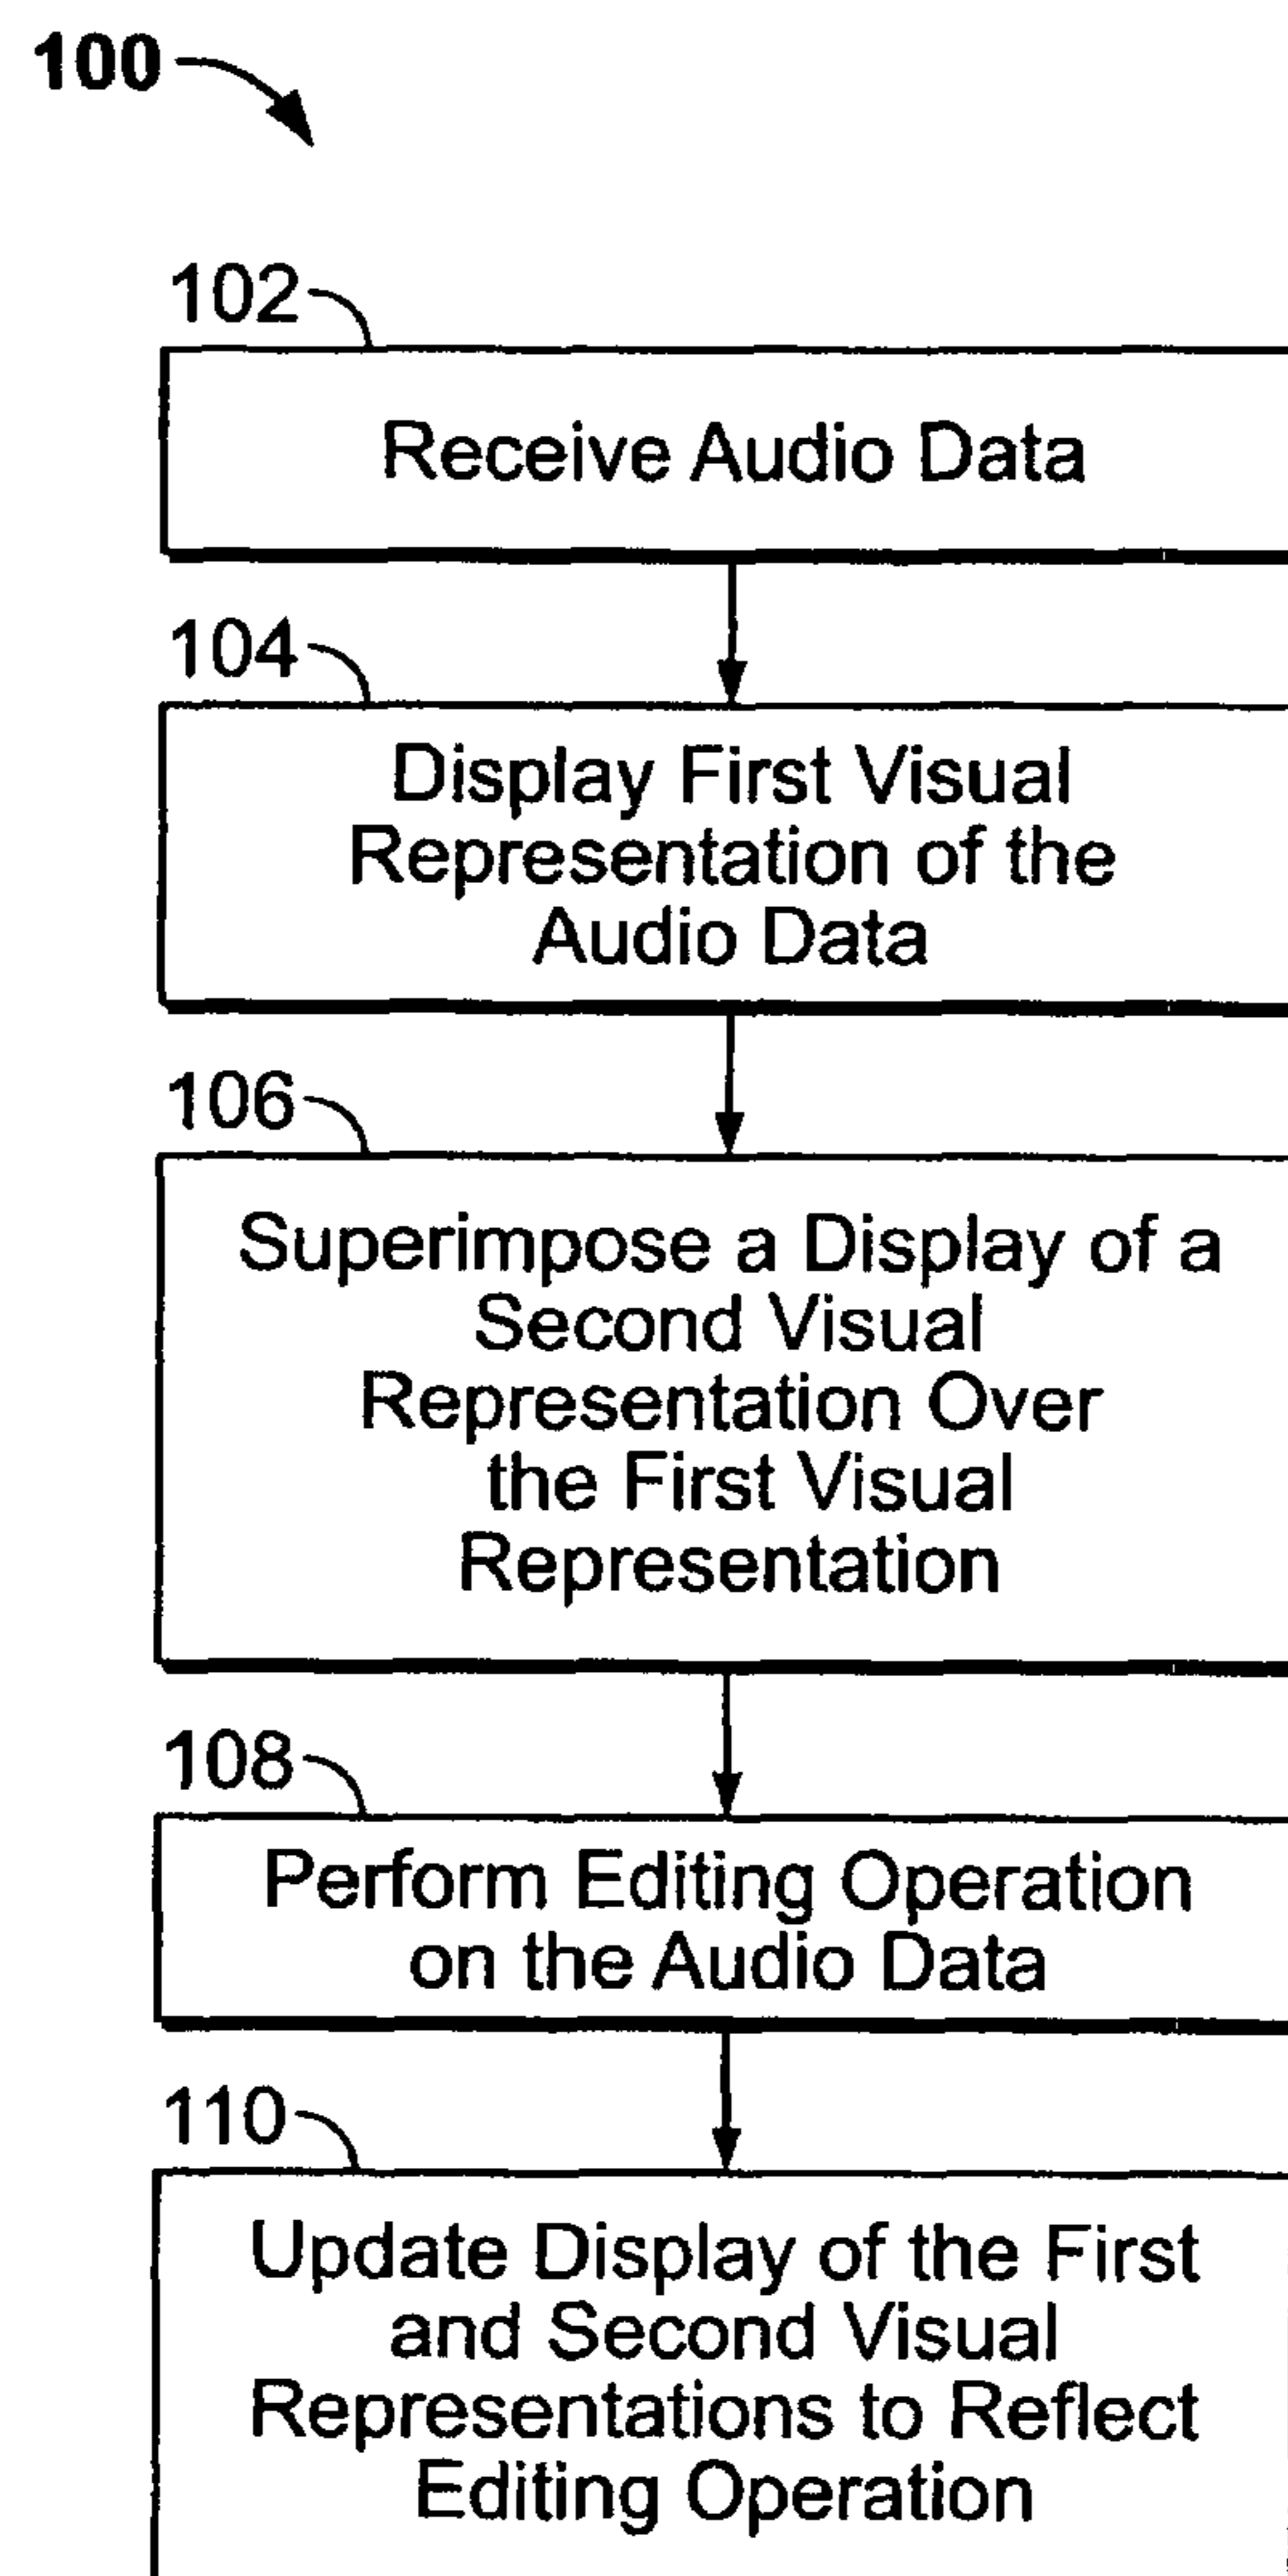 100
102
Receive Audio Data
104
Display First Visual
Representation of the
Audio Data
106
Superimpose a Display of a
Second Visual
Representation Over
the First Visual
Representation
108
Perform Editing Operation
on the Audio Data
110
Update Display of the First
and Second Visual
Representations to Reflect
Editing Operation